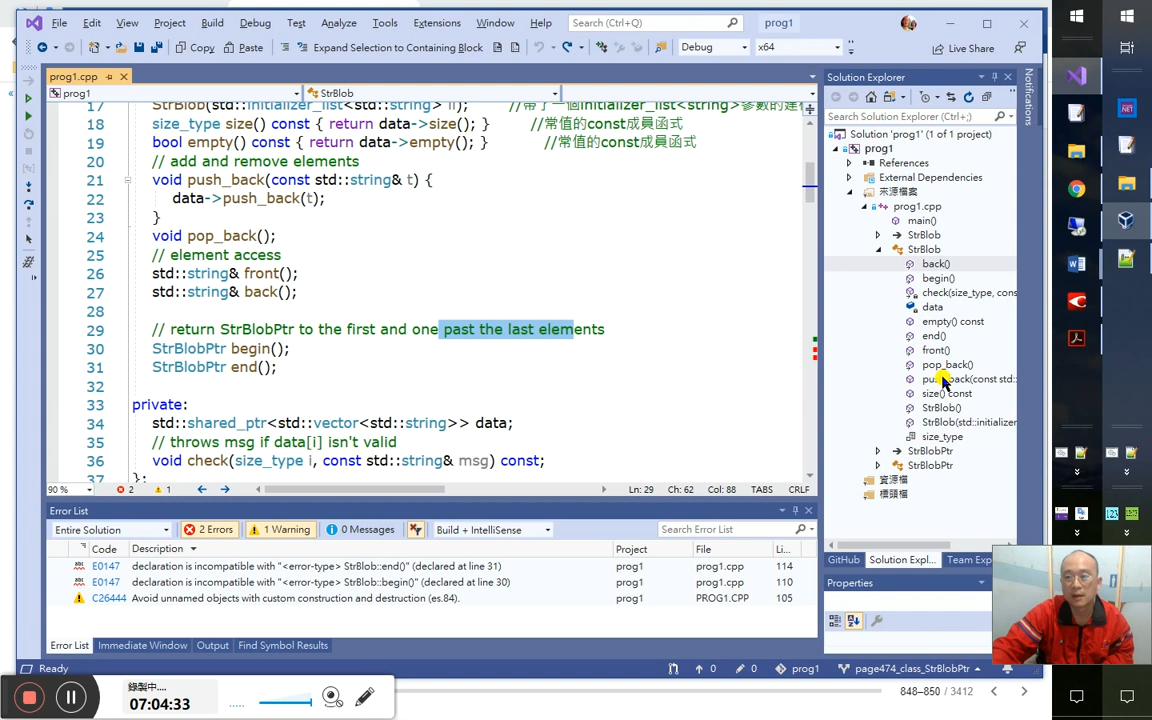 File Edit View Project Build Debug Test Analyze Tools Extensions Window Help Search (Ctrl+Q) prog1
Copy Paste Expand Selection to Containing Block Debug x64 Live Share
prog1.cpp
prog1 StrBlob
17 StrBlob(std::initializer_list<std::string> il); //帶了一個initializer_list<string>參數的建
18 size_type size() const { return data->size(); } //常值的const成員函式
19 bool empty() const { return data->empty(); } //常值的const成員函式
20 // add and remove elements
21 void push_back(const std::string& t) {
22 data->push_back(t);
23 }
24 void pop_back();
25 // element access
26 std::string& front();
27 std::string& back();
28
29 // return StrBlobPtr to the first and one past the last elements
30 StrBlobPtr begin();
31 StrBlobPtr end();
32
33 private:
34 std::shared_ptr<std::vector<std::string>> data;
35 // throws msg if data[i] isn't valid
36 void check(size_type i, const std::string& msg) const;
37 };
90 % 2 1 Ln: 29 Ch: 62 Col: 88 TABS CRLF
Solution Explorer
Search Solution Explorer (Ctrl+;)
Solution 'prog1' (1 of 1 project)
prog1
References
External Dependencies
來源檔案
prog1.cpp
main()
StrBlob
StrBlob
back()
begin()
check(size_type, cons
data
empty() const
end()
front()
pop_back()
push_back(const std::
size() const
StrBlob()
StrBlob(std::initializer
size_type
StrBlobPtr
StrBlobPtr
資源檔
標頭檔
GitHub Solution Expl... Team Exp
Properties
Notifications
Error List
Entire Solution 2 Errors 1 Warning 0 Messages Build + IntelliSense Search Error List
Code Description Project File Li...
E0147 declaration is incompatible with "<error-type> StrBlob::end()" (declared at line 31) prog1 prog1.cpp 114
E0147 declaration is incompatible with "<error-type> StrBlob::begin()" (declared at line 30) prog1 prog1.cpp 110
C26444 Avoid unnamed objects with custom construction and destruction (es.84). prog1 PROG1.CPP 105
Error List Immediate Window Output Find Symbol Results
Ready 0 0 prog1 page474_class_StrBlobPtr
錄製中....
07:04:33
848–850 / 3412